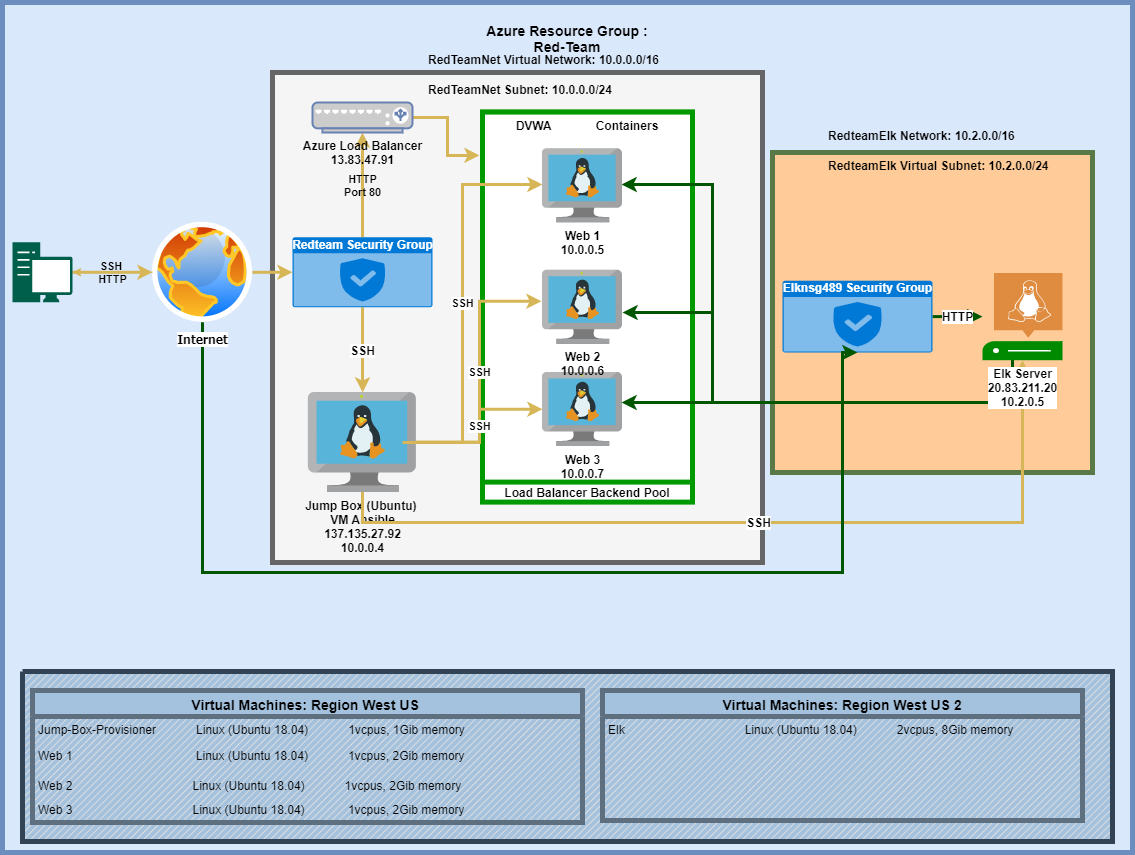 Azure Resource Group :
Red-Team
RedTeamNet Virtual Network: 10.0.0.0/16
RedTeamNet Subnet: 10.0.0.0/24
DVWA
Containers
Azure Load Balancer
13.83.47.91
HTTP
Port 80
Redteam Security Group
SSH
HTTP
Internet
SSH
Jump Box (Ubuntu)
VM Ansible
137.135.27.92
10.0.0.4
SSH
SSH
SSH
Web 1
10.0.0.5
Web 2
10.0.0.6
Web 3
10.0.0.7
Load Balancer Backend Pool
SSH
RedteamElk Network: 10.2.0.0/16
RedteamElk Virtual Subnet: 10.2.0.0/24
Elknsg489 Security Group
HTTP
Elk Server
20.83.211.20
10.2.0.5
Virtual Machines: Region West US
Jump-Box-Provisioner Linux (Ubuntu 18.04) 1vcpus, 1Gib memory
Web 1 Linux (Ubuntu 18.04) 1vcpus, 2Gib memory
Web 2 Linux (Ubuntu 18.04) 1vcpus, 2Gib memory
Web 3 Linux (Ubuntu 18.04) 1vcpus, 2Gib memory
Virtual Machines: Region West US 2
Elk Linux (Ubuntu 18.04) 2vcpus, 8Gib memory